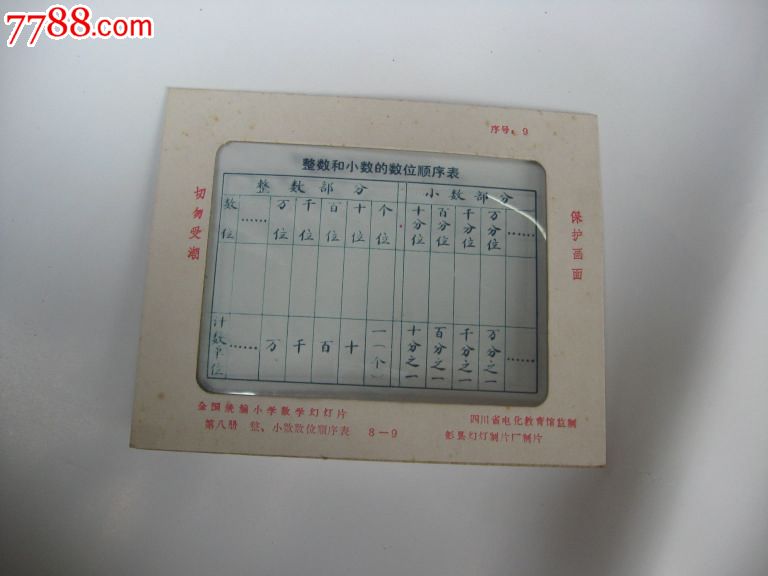 7788.com
序号：9
整数和小数的数位顺序表
整数部分 小数部分
数位 …… 万位 千位 百位 十位 个位 十分位 百分位 千分位 万分位 ……
计数单位 …… 万 千 百 十 一(个) 十分之一 百分之一 千分之一 万分之一 ……
切勿受潮
保护画面
全国统编小学数学幻灯片
第八册 整、小数数位顺序表 8—9
四川省电化教育馆监制
彭县幻灯制片厂制片